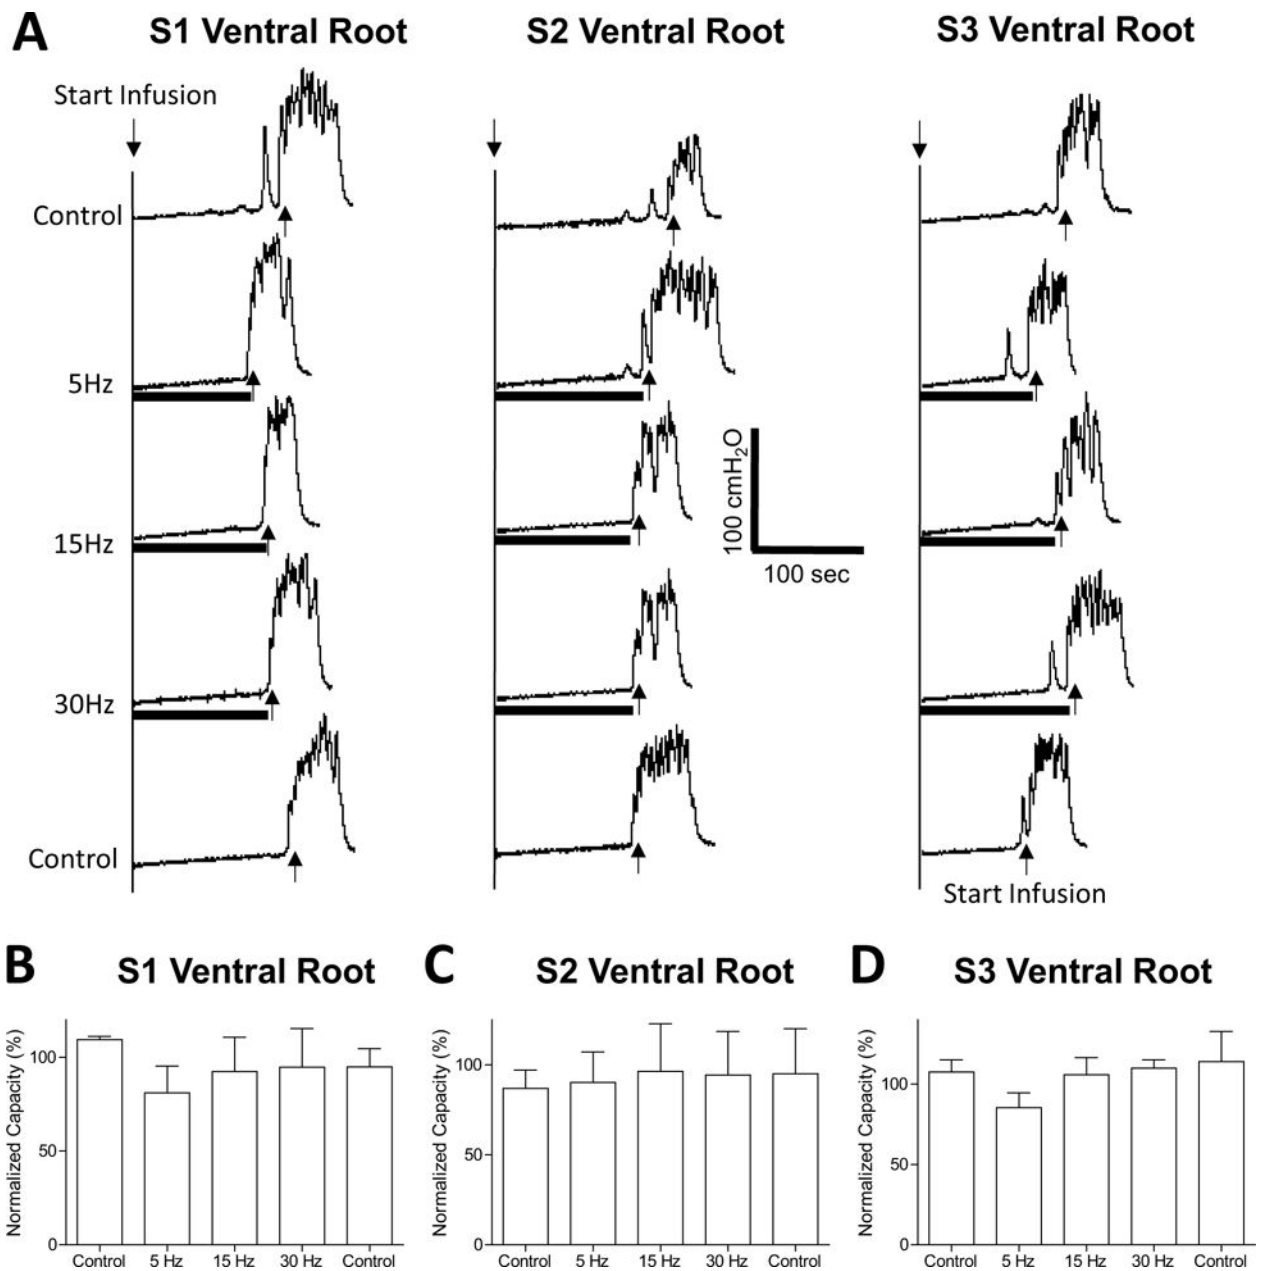 A
S1 Ventral Root
S2 Ventral Root
S3 Ventral Root
Start Infusion
Control
5Hz
15Hz
30Hz
Control
100 cmH₂O
100 sec
Start Infusion
B
S1 Ventral Root
Normalized Capacity (%)
100
50
0
Control 5 Hz 15 Hz 30 Hz Control
C
S2 Ventral Root
Normalized Capacity (%)
100
50
0
Control 5 Hz 15 Hz 30 Hz Control
D
S3 Ventral Root
Normalized Capacity (%)
100
50
0
Control 5 Hz 15 Hz 30 Hz Control